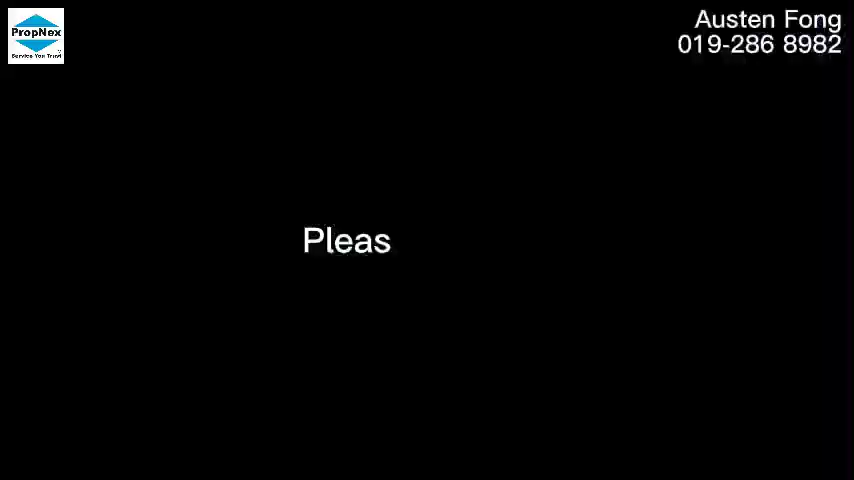 PropNex
Service You Trust
Austen Fong
019-286 8982
Pleas